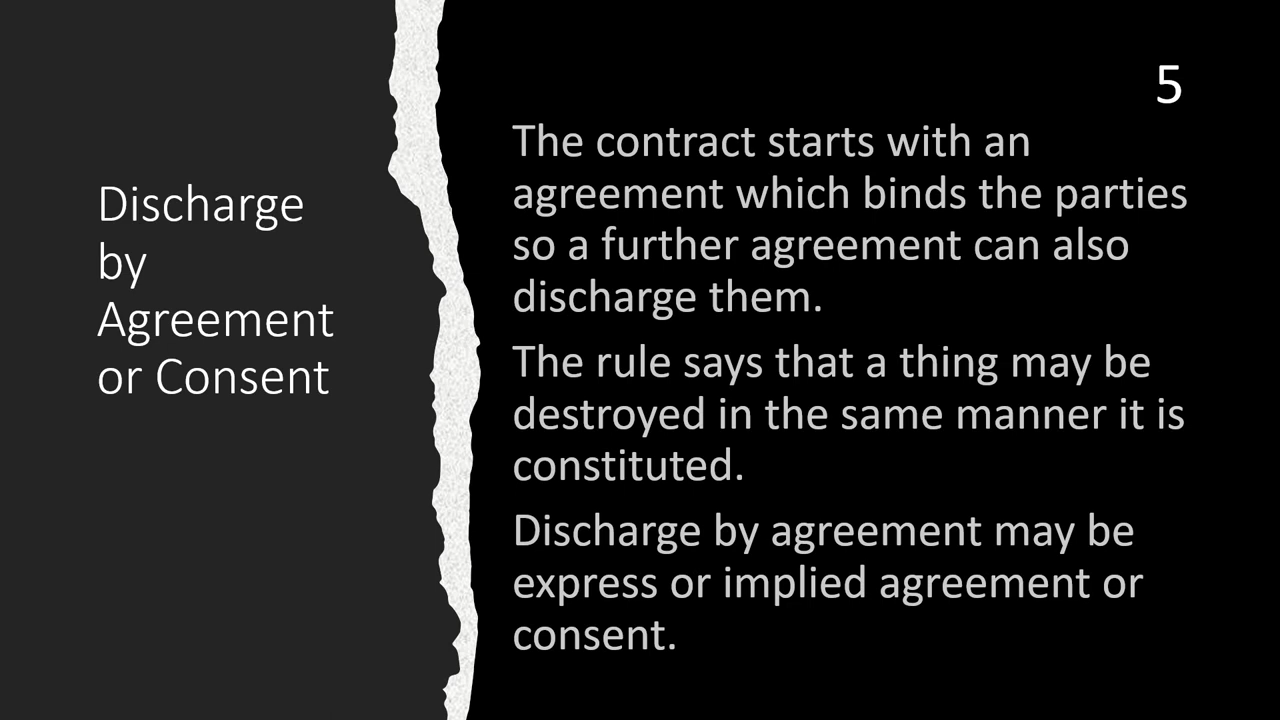 Discharge
by
Agreement
or Consent
5
The contract starts with an
agreement which binds the parties
so a further agreement can also
discharge them.
The rule says that a thing may be
destroyed in the same manner it is
constituted.
Discharge by agreement may be
express or implied agreement or
consent.